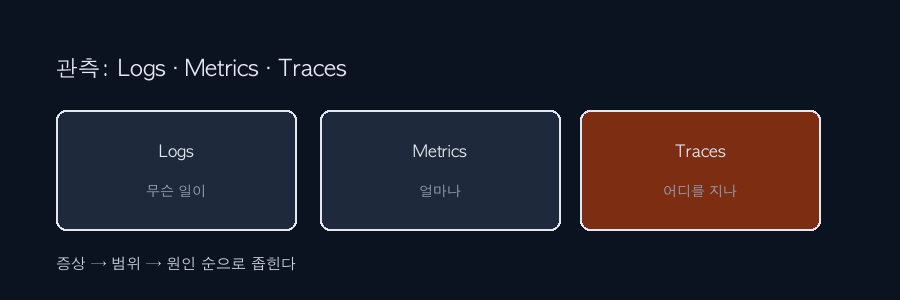 관측: Logs · Metrics · Traces
Logs
Metrics
Traces
무슨 일이
얼마나
어디를 지나
증상 → 범위 → 원인 순으로 좁힌다